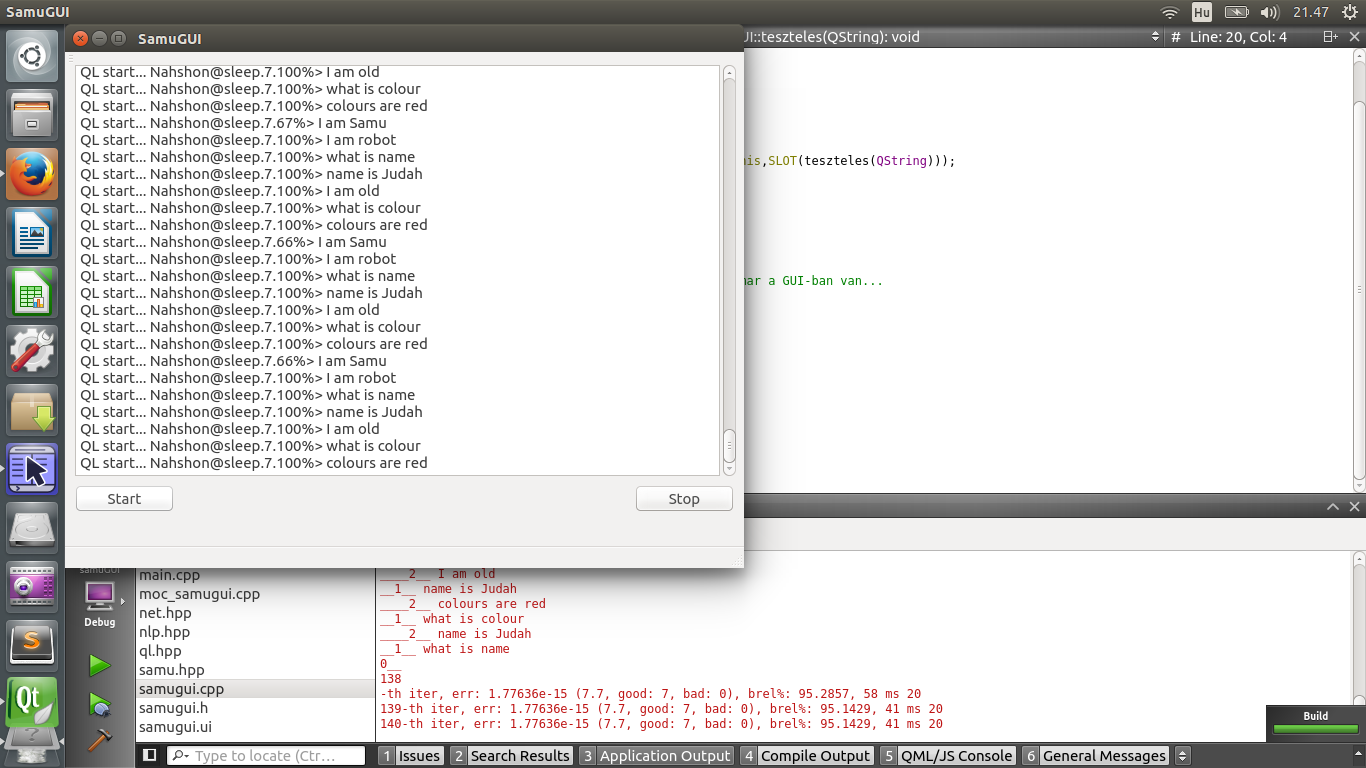 SamuGUI
Hu
21.47
SamuGUI
UI::teszteles(QString): void
# Line: 20, Col: 4
QL start... Nahshon@sleep.7.100%> I am old
QL start... Nahshon@sleep.7.100%> what is colour
QL start... Nahshon@sleep.7.100%> colours are red
QL start... Nahshon@sleep.7.67%> I am Samu
QL start... Nahshon@sleep.7.100%> I am robot
QL start... Nahshon@sleep.7.100%> what is name
QL start... Nahshon@sleep.7.100%> name is Judah
QL start... Nahshon@sleep.7.100%> I am old
QL start... Nahshon@sleep.7.100%> what is colour
QL start... Nahshon@sleep.7.100%> colours are red
QL start... Nahshon@sleep.7.66%> I am Samu
QL start... Nahshon@sleep.7.100%> I am robot
QL start... Nahshon@sleep.7.100%> what is name
QL start... Nahshon@sleep.7.100%> name is Judah
QL start... Nahshon@sleep.7.100%> I am old
QL start... Nahshon@sleep.7.100%> what is colour
QL start... Nahshon@sleep.7.100%> colours are red
QL start... Nahshon@sleep.7.66%> I am Samu
QL start... Nahshon@sleep.7.100%> I am robot
QL start... Nahshon@sleep.7.100%> what is name
QL start... Nahshon@sleep.7.100%> name is Judah
QL start... Nahshon@sleep.7.100%> I am old
QL start... Nahshon@sleep.7.100%> what is colour
QL start... Nahshon@sleep.7.100%> colours are red
Start
Stop
his,SLOT(teszteles(QString)));
mar a GUI-ban van...
samuGUI
Debug
main.cpp
moc_samugui.cpp
net.hpp
nlp.hpp
ql.hpp
samu.hpp
samugui.cpp
samugui.h
samugui.ui
____2__ I am old
__1__ name is Judah
____2__ colours are red
__1__ what is colour
____2__ name is Judah
__1__ what is name
0__
138
-th iter, err: 1.77636e-15 (7.7, good: 7, bad: 0), brel%: 95.2857, 58 ms 20
139-th iter, err: 1.77636e-15 (7.7, good: 7, bad: 0), brel%: 95.1429, 41 ms 20
140-th iter, err: 1.77636e-15 (7.7, good: 7, bad: 0), brel%: 95.1429, 41 ms 20
Build
S
Qt
Type to locate (Ctr...
1 Issues
2 Search Results
3 Application Output
4 Compile Output
5 QML/JS Console
6 General Messages